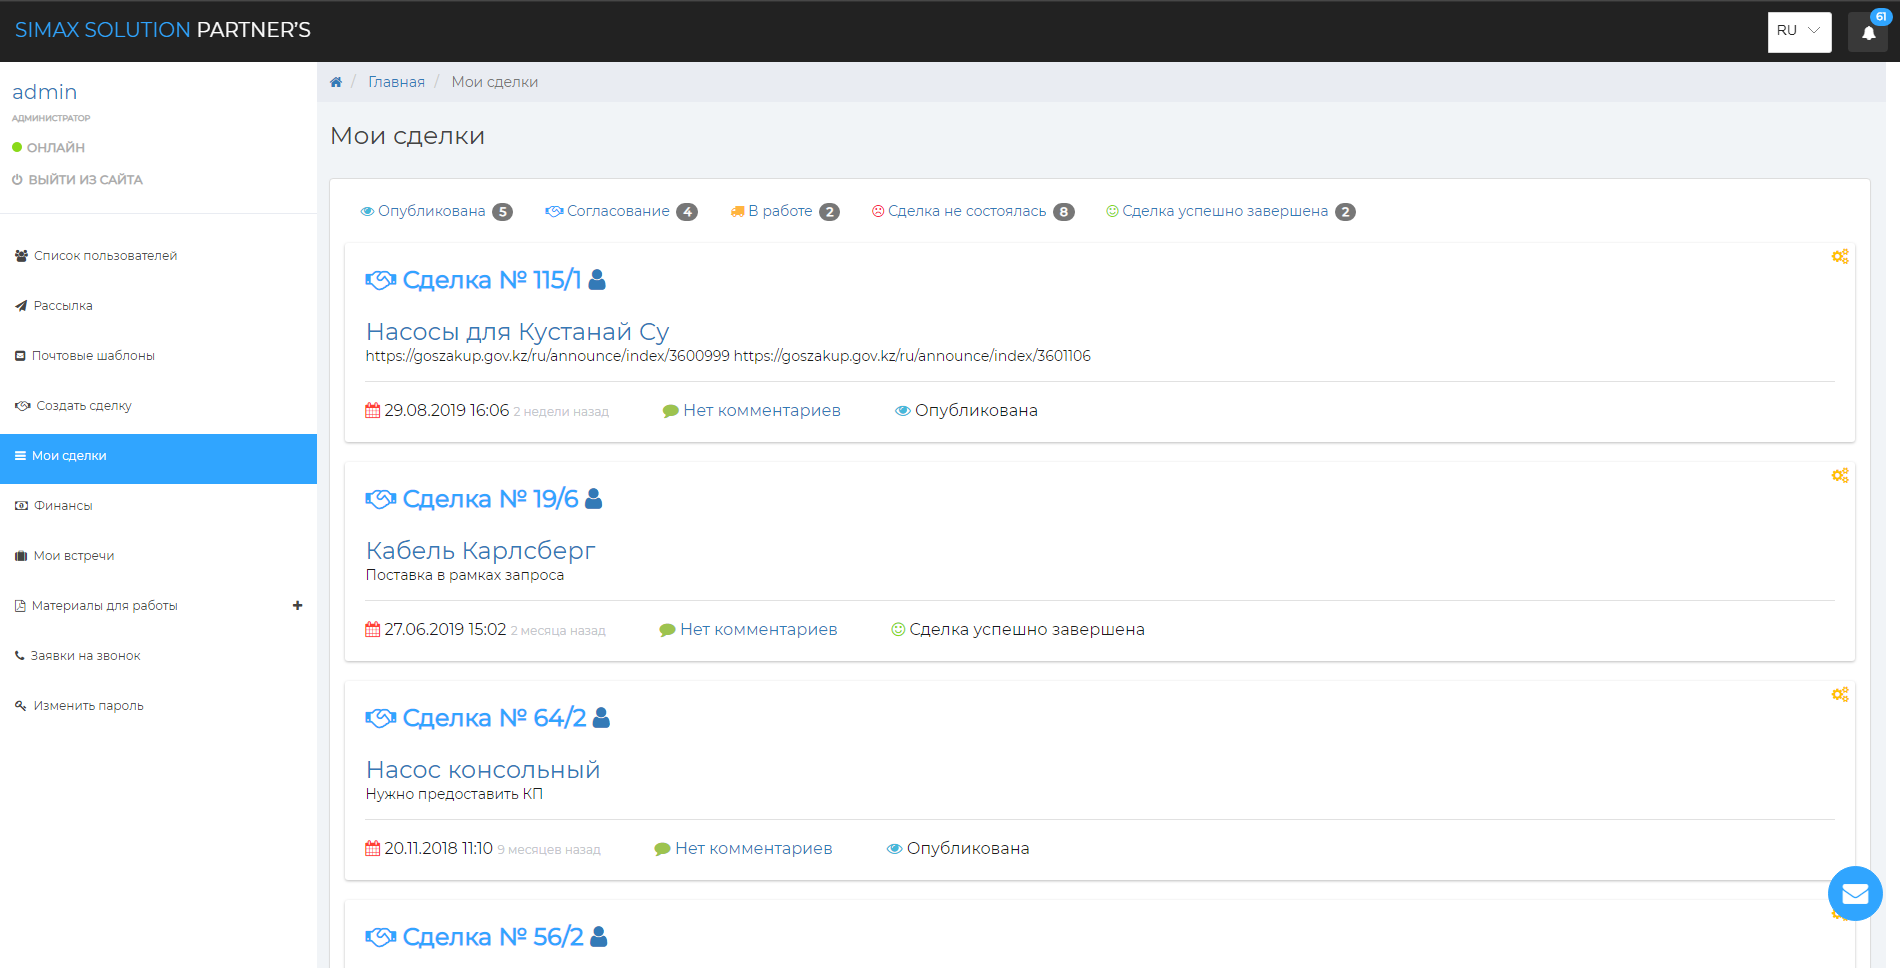 SIMAX SOLUTION PARTNER'S
RU
61
admin
АДМИНИСТРАТОР
ОНЛАЙН
ВЫЙТИ ИЗ САЙТА
Список пользователей
Рассылка
Почтовые шаблоны
Создать сделку
Мои сделки
Финансы
Мои встречи
Материалы для работы
Заявки на звонок
Изменить пароль
/ Главная / Мои сделки
Мои сделки
Опубликована 5 Согласование 4 В работе 2 Сделка не состоялась 8 Сделка успешно завершена 2
Сделка № 115/1
Насосы для Кустанай Су
https://goszakup.gov.kz/ru/announce/index/3600999 https://goszakup.gov.kz/ru/announce/index/3601106
29.08.2019 16:06 2 недели назад Нет комментариев Опубликована
Сделка № 19/6
Кабель Карлсберг
Поставка в рамках запроса
27.06.2019 15:02 2 месяца назад Нет комментариев Сделка успешно завершена
Сделка № 64/2
Насос консольный
Нужно предоставить КП
20.11.2018 11:10 9 месяцев назад Нет комментариев Опубликована
Сделка № 56/2